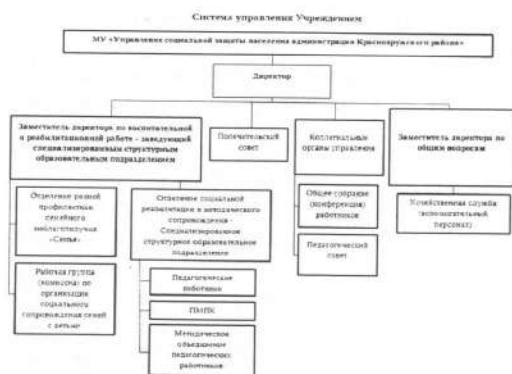 Система управления Учреждением
МУ «Управление социальной защиты населения администрации Краснояружского района»
Директор
Заместитель директора по воспитательной
и реабилитационной работе - заведующий
специализированным структурным
образовательным подразделением
Попечительский
совет
Коллегиальные
органы управления
Заместитель директора по
общим вопросам
Отделение ранней
профилактики
семейного
неблагополучия
«Семья»
Отделение социальной
реабилитации и методического
сопровождения -
Специализированное
структурное образовательное
подразделение
Общее собрание
(конференция)
работников
Хозяйственная служба
(вспомогательный
персонал)
Рабочая группа
(комиссия) по
организации
социального
сопровождения семей
с детьми
Педагогический
совет
Педагогические
работники
ПМПК
Методическое
объединение
педагогических
работников